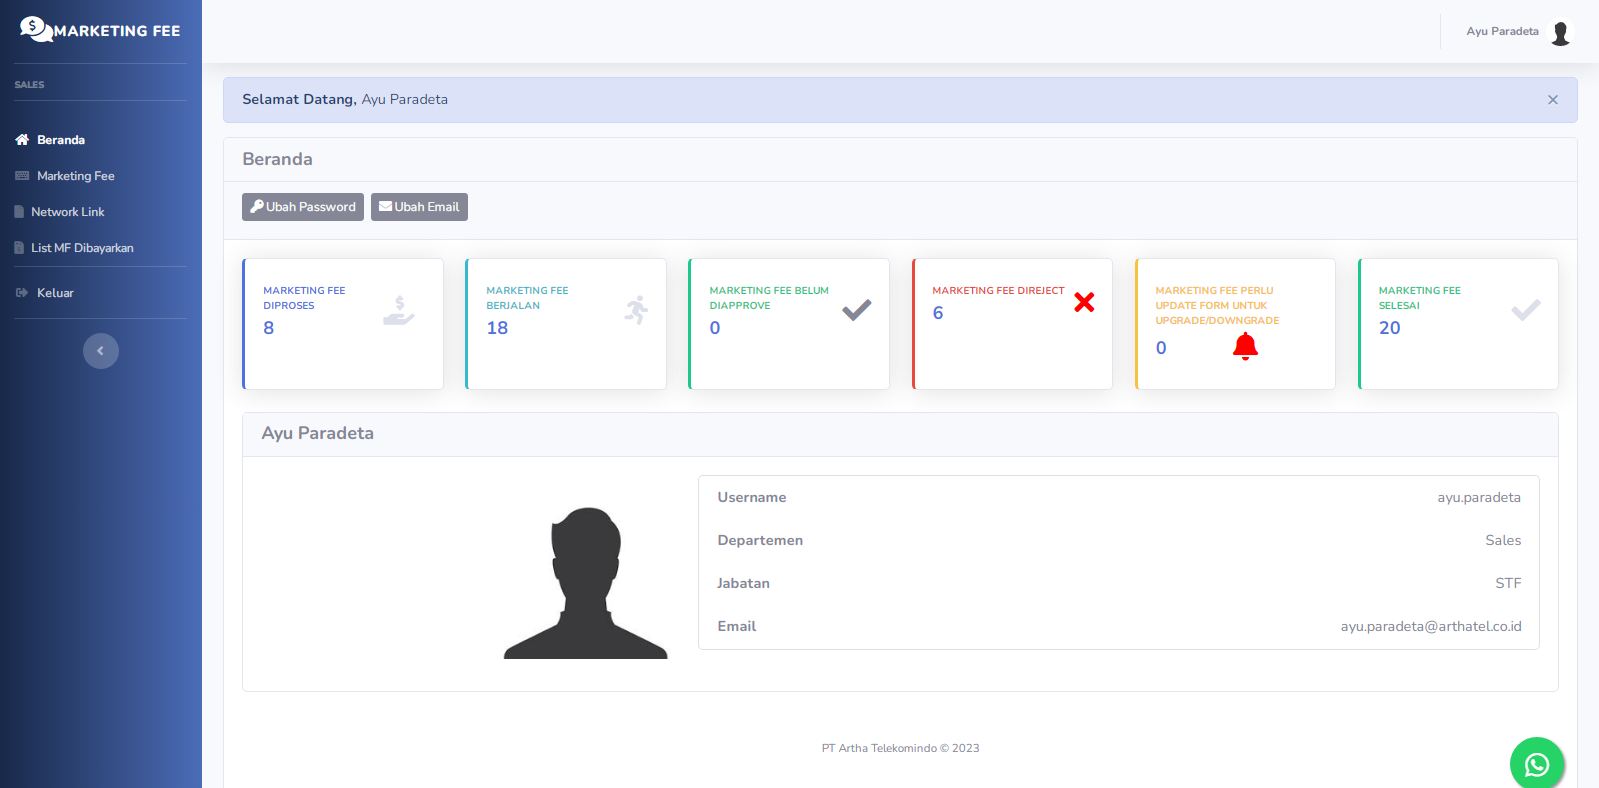 MARKETING FEE
SALES
Beranda
Marketing Fee
Network Link
List MF Dibayarkan
Keluar
Ayu Paradeta
Selamat Datang, Ayu Paradeta
Beranda
Ubah Password
Ubah Email
MARKETING FEE
DIPROSES
8
MARKETING FEE
BERJALAN
18
MARKETING FEE BELUM
DIAPPROVE
0
MARKETING FEE DIREJECT
6
MARKETING FEE PERLU
UPDATE FORM UNTUK
UPGRADE/DOWNGRADE
0
MARKETING FEE
SELESAI
20
Ayu Paradeta
Username ayu.paradeta
Departemen Sales
Jabatan STF
Email ayu.paradeta@arthatel.co.id
PT Artha Telekomindo © 2023